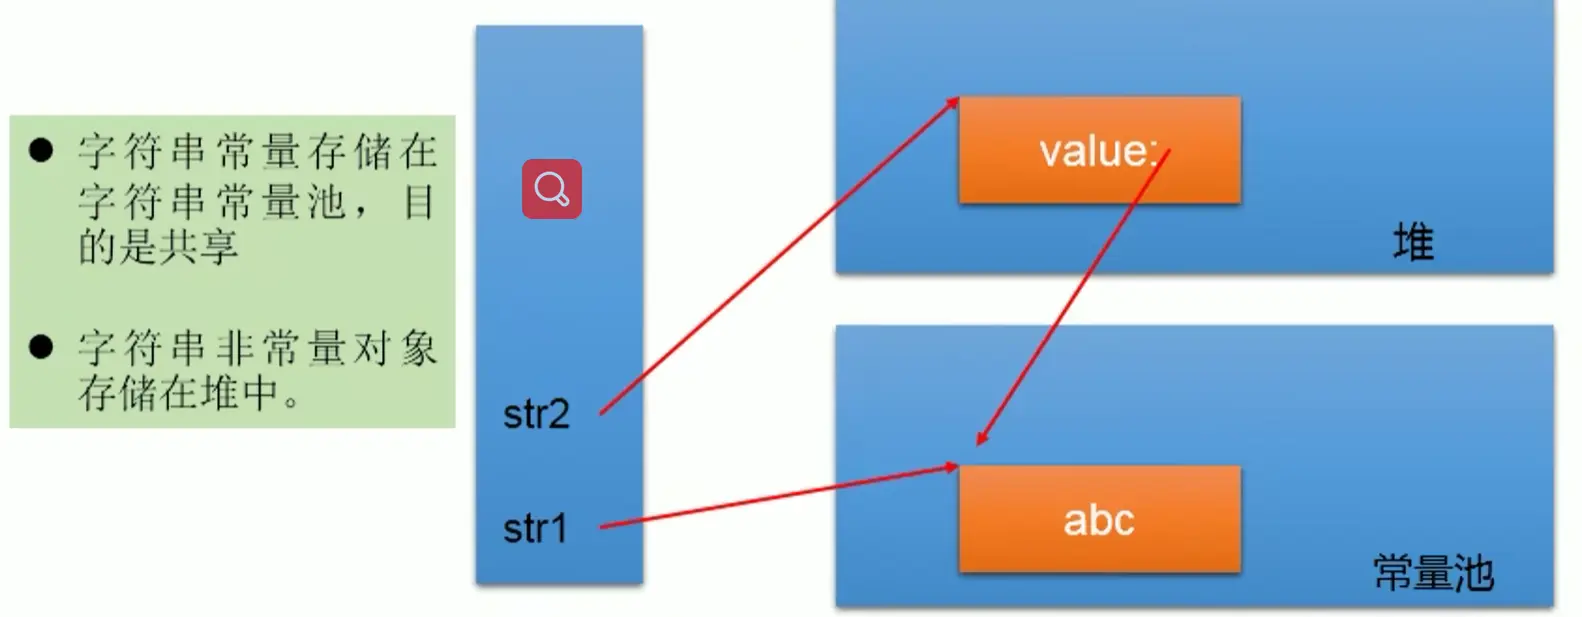 字符串常量存储在
字符串常量池，目
的是共享
字符串非常量对象
存储在堆中。
str2
str1
value:
堆
abc
常量池